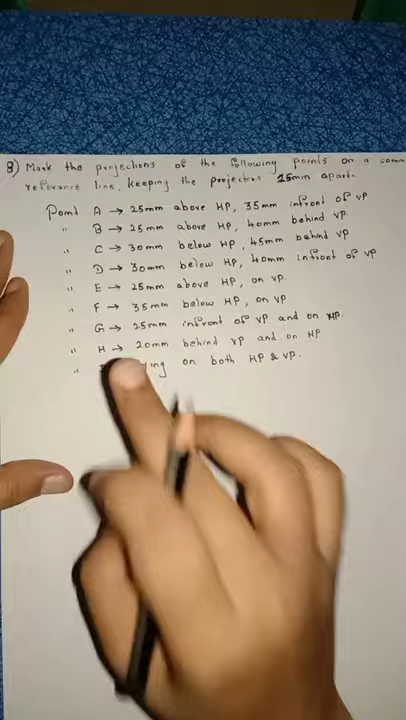 8) Mark the projections of the following points on a comm
reference line, keeping the projectors 25mm apart.
Point A → 25mm above HP, 35mm infront of VP
" B → 25mm above HP, 40mm behind VP.
" C → 30mm below HP, 45mm behind VP
" D → 30mm below HP, 40mm infront of VP
" E → 25mm above HP, on VP.
" F → 35mm below HP, on VP
" G → 25mm infront of VP and on HP.
" H → 20mm behind VP and on HP
" on both HP & VP.